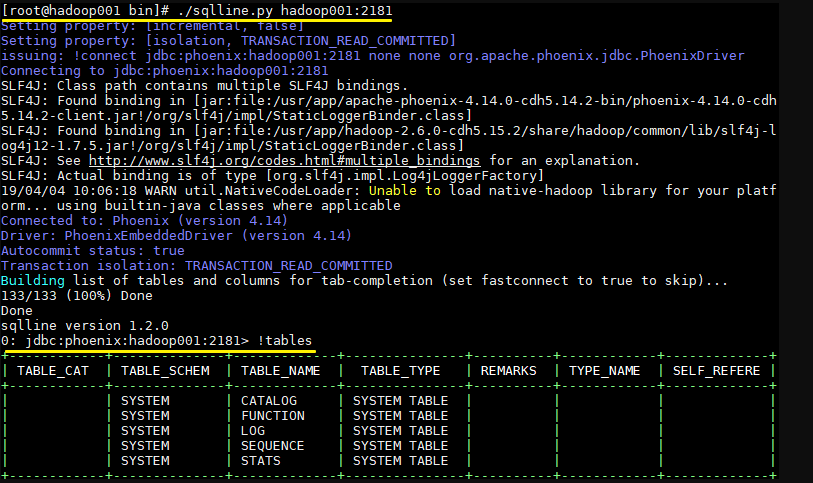 [root@hadoop001 bin]# ./sqlline.py hadoop001:2181
Setting property: [incremental, false]
Setting property: [isolation, TRANSACTION_READ_COMMITTED]
issuing: !connect jdbc:phoenix:hadoop001:2181 none none org.apache.phoenix.jdbc.PhoenixDriver
Connecting to jdbc:phoenix:hadoop001:2181
SLF4J: Class path contains multiple SLF4J bindings.
SLF4J: Found binding in [jar:file:/usr/app/apache-phoenix-4.14.0-cdh5.14.2-bin/phoenix-4.14.0-cdh
5.14.2-client.jar!/org/slf4j/impl/StaticLoggerBinder.class]
SLF4J: Found binding in [jar:file:/usr/app/hadoop-2.6.0-cdh5.15.2/share/hadoop/common/lib/slf4j-l
og4j12-1.7.5.jar!/org/slf4j/impl/StaticLoggerBinder.class]
SLF4J: See http://www.slf4j.org/codes.html#multiple_bindings for an explanation.
SLF4J: Actual binding is of type [org.slf4j.impl.Log4jLoggerFactory]
19/04/04 10:06:18 WARN util.NativeCodeLoader: Unable to load native-hadoop library for your platf
orm... using builtin-java classes where applicable
Connected to: Phoenix (version 4.14)
Driver: PhoenixEmbeddedDriver (version 4.14)
Autocommit status: true
Transaction isolation: TRANSACTION_READ_COMMITTED
Building list of tables and columns for tab-completion (set fastconnect to true to skip)...
133/133 (100%) Done
Done
sqlline version 1.2.0
0: jdbc:phoenix:hadoop001:2181> !tables
+------------+--------------+-------------+---------------+----------+------------+-------------+
| TABLE_CAT | TABLE_SCHEM | TABLE_NAME | TABLE_TYPE | REMARKS | TYPE_NAME | SELF_REFERE |
+------------+--------------+-------------+---------------+----------+------------+-------------+
| | SYSTEM | CATALOG | SYSTEM TABLE | | | |
| | SYSTEM | FUNCTION | SYSTEM TABLE | | | |
| | SYSTEM | LOG | SYSTEM TABLE | | | |
| | SYSTEM | SEQUENCE | SYSTEM TABLE | | | |
| | SYSTEM | STATS | SYSTEM TABLE | | | |
+------------+--------------+-------------+---------------+----------+------------+-------------+